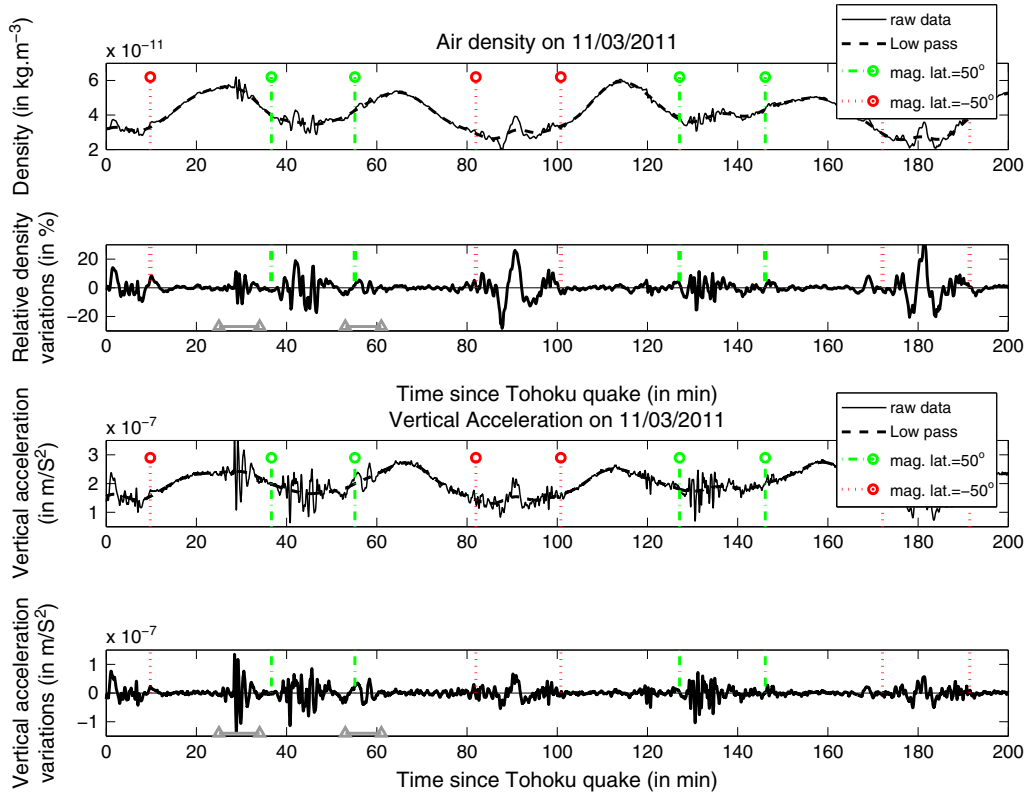 x 10⁻¹¹
Air density on 11/03/2011
Density (in kg.m⁻³)
6
4
2
0 20 40 60 80 100 120 140 160 180 200
raw data
Low pass
mag. lat.=50°
mag. lat.=−50°
Relative density
variations (in %)
20
0
−20
0 20 40 60 80 100 120 140 160 180 200
Time since Tohoku quake (in min)
Vertical Acceleration on 11/03/2011
x 10⁻⁷
Vertical acceleration
(in m/S²)
3
2
1
0 20 40 60 80 100 120 140 160 180 200
raw data
Low pass
mag. lat.=50°
mag. lat.=−50°
x 10⁻⁷
Vertical acceleration
variations (in m/S²)
1
0
−1
0 20 40 60 80 100 120 140 160 180 200
Time since Tohoku quake (in min)